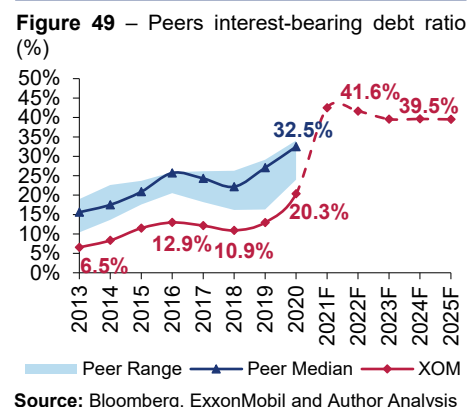 Figure 49 – Peers interest-bearing debt ratio
(%)
50%
45%
40%
35%
30%
25%
20%
15%
10%
5%
0%
41.6%
39.5%
32.5%
20.3%
12.9%
10.9%
6.5%
2013
2014
2015
2016
2017
2018
2019
2020
2021F
2022F
2023F
2024F
2025F
Peer Range
Peer Median
XOM
Source: Bloomberg, ExxonMobil and Author Analysis